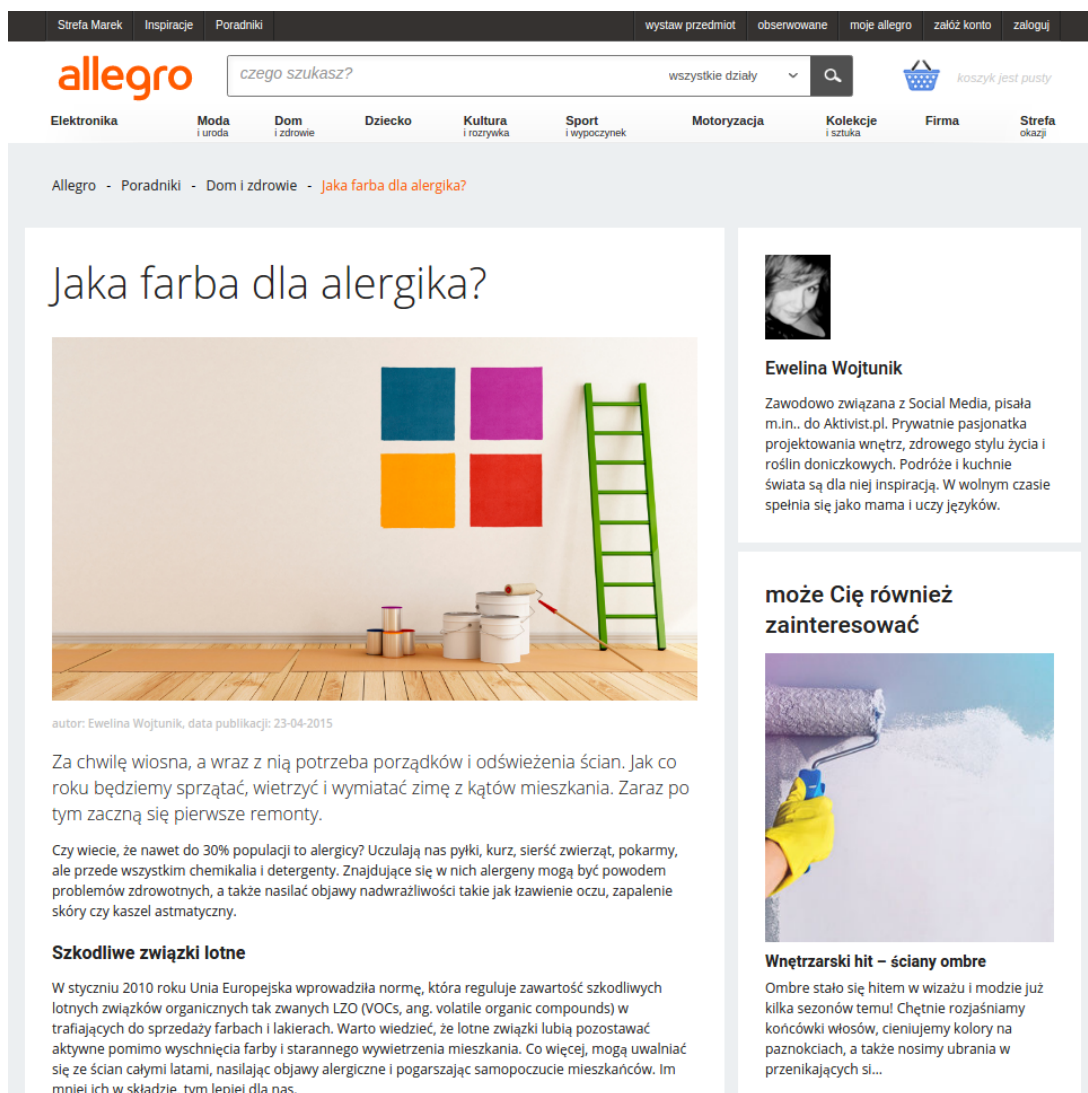 Strefa Marek Inspiracje Poradniki wystaw przedmiot obserwowane moje allegro załóż konto zaloguj
allegro czego szukasz? wszystkie działy koszyk jest pusty
Elektronika Moda Dom Dziecko Kultura Sport Motoryzacja Kolekcje Firma Strefa
i uroda i zdrowie i rozrywka i wypoczynek i sztuka okazji
Allegro - Poradniki - Dom i zdrowie - Jaka farba dla alergika?
Jaka farba dla alergika?
autor: Ewelina Wojtunik, data publikacji: 23-04-2015
Za chwilę wiosna, a wraz z nią potrzeba porządków i odświeżenia ścian. Jak co
roku będziemy sprzątać, wietrzyć i wymiatać zimę z kątów mieszkania. Zaraz po
tym zaczną się pierwsze remonty.
Czy wiecie, że nawet do 30% populacji to alergicy? Uczulają nas pyłki, kurz, sierść zwierząt, pokarmy,
ale przede wszystkim chemikalia i detergenty. Znajdujące się w nich alergeny mogą być powodem
problemów zdrowotnych, a także nasilać objawy nadwrażliwości takie jak łzawienie oczu, zapalenie
skóry czy kaszel astmatyczny.
Szkodliwe związki lotne
W styczniu 2010 roku Unia Europejska wprowadziła normę, która reguluje zawartość szkodliwych
lotnych związków organicznych tak zwanych LZO (VOCs, ang. volatile organic compounds) w
trafiających do sprzedaży farbach i lakierach. Warto wiedzieć, że lotne związki lubią pozostawać
aktywne pomimo wyschnięcia farby i starannego wywietrzenia mieszkania. Co więcej, mogą uwalniać
się ze ścian całymi latami, nasilając objawy alergiczne i pogarszając samopoczucie mieszkańców. Im
mniej ich w składzie, tym lepiej dla nas.
Ewelina Wojtunik
Zawodowo związana z Social Media, pisała
m.in.. do Aktivist.pl. Prywatnie pasjonatka
projektowania wnętrz, zdrowego stylu życia i
roślin doniczkowych. Podróże i kuchnie
świata są dla niej inspiracją. W wolnym czasie
spełnia się jako mama i uczy języków.
może Cię również
zainteresować
Wnętrzarski hit – ściany ombre
Ombre stało się hitem w wizażu i modzie już
kilka sezonów temu! Chętnie rozjaśniamy
końcówki włosów, cieniujemy kolory na
paznokciach, a także nosimy ubrania w
przenikających si...